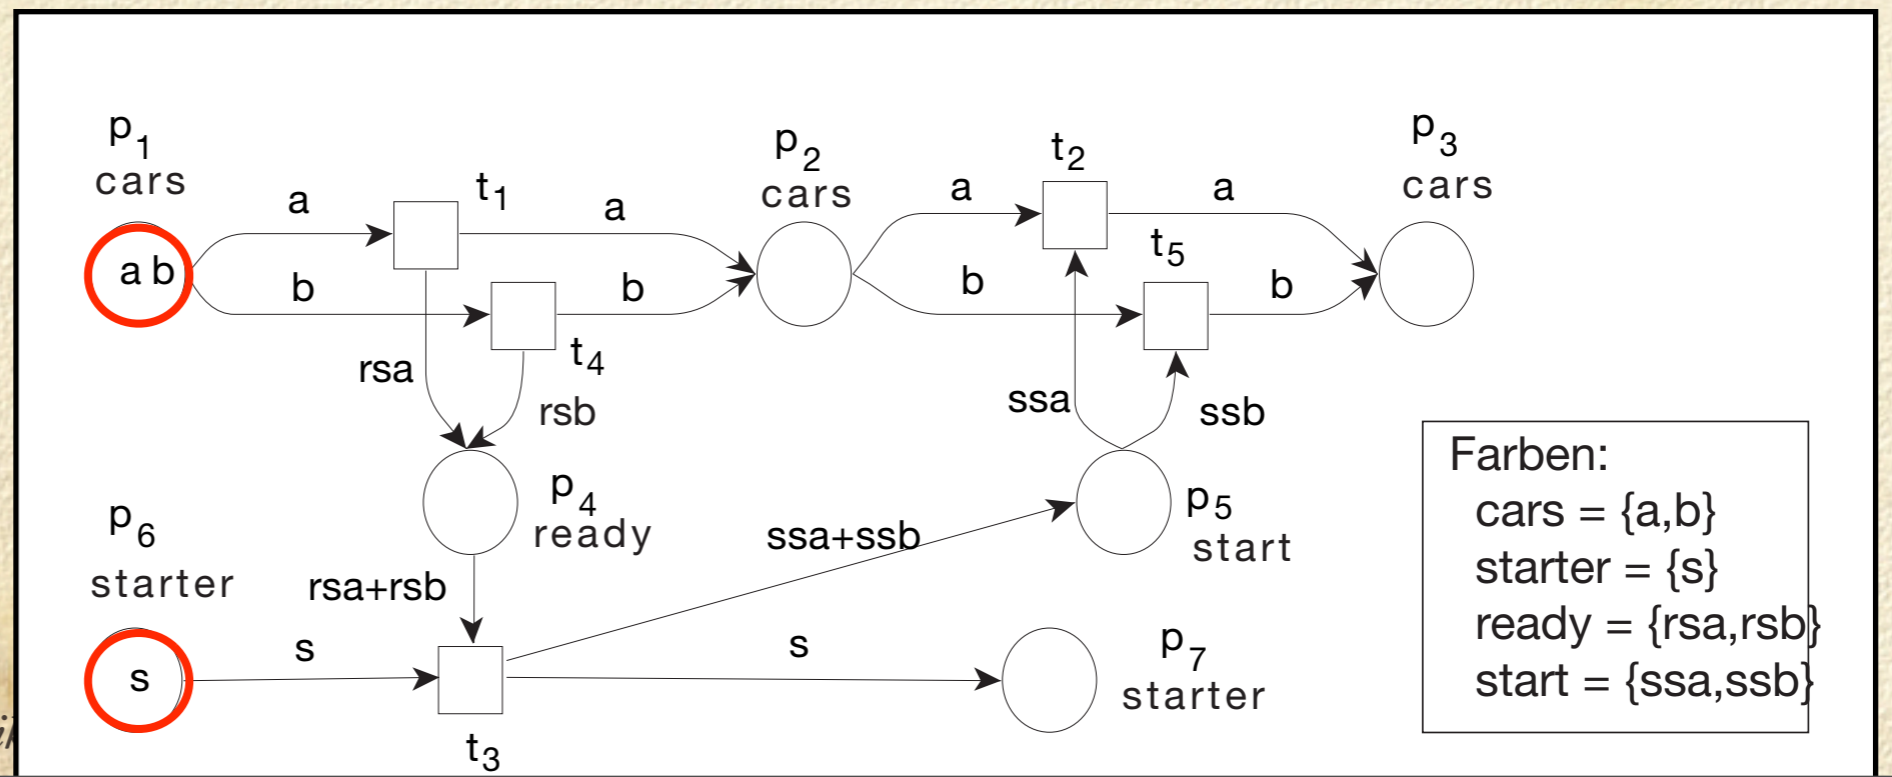 p1
cars
a b
a
b
t1
a
t4
b
rsa
rsb
p2
cars
a
b
t2
a
t5
b
p3
cars
ssa
ssb
p4
ready
p5
start
p6
starter
s
s
rsa+rsb
t3
ssa+ssb
s
p7
starter
Farben:
cars = {a,b}
starter = {s}
ready = {rsa,rsb}
start = {ssa,ssb}